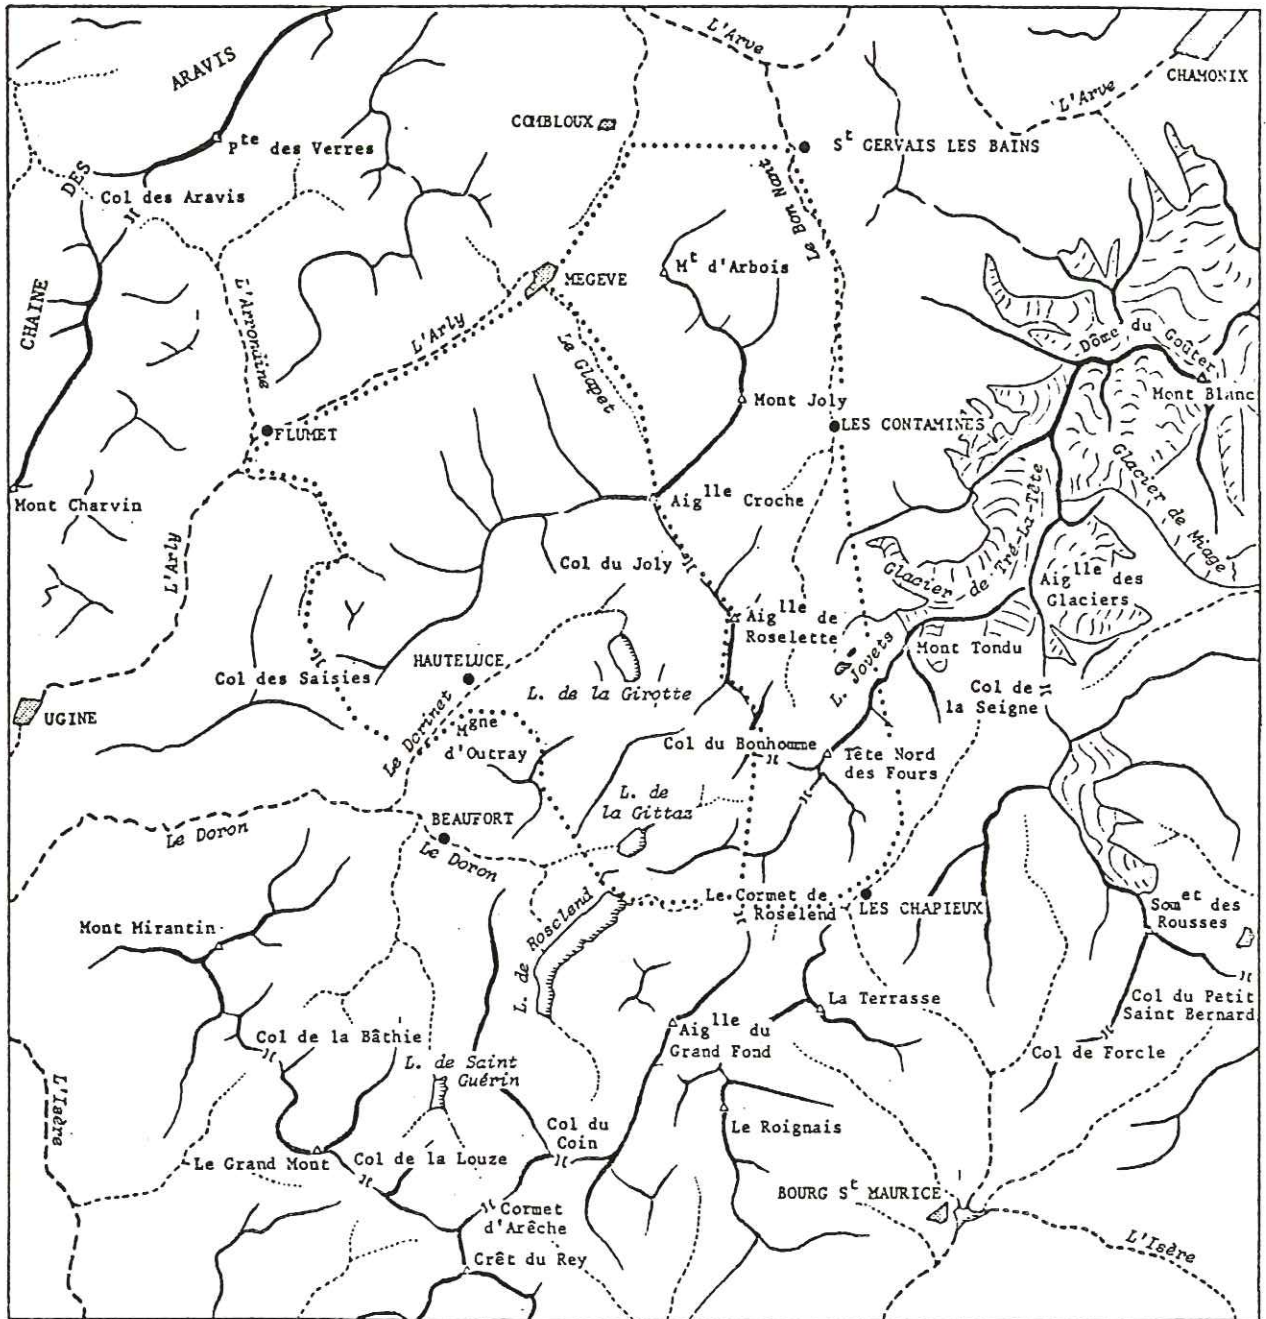 L'Arve
CHAMONIX
ARAVIS
L'Arve
COMBLOUX
Pte des Verres
St GERVAIS LES BAINS
DES
Col des Aravis
Le Bon Nant
MEGEVE
Mt d'Arbois
CHAINE
L'Arrondine
L'Arly
Le Glapet
Dôme du Goûter
Mont Blanc
Mont Joly
FLUMET
LES CONTAMINES
Glacier de Miage
Mont Charvin
Aiglle Croche
L'Arly
Col du Joly
Glacier de Tré-La-Tête
Aiglle des
Glaciers
Aiglle de
Roselette
HAUTELUCE
Mont Tondu
Col des Saisies
L. de la Girotte
L. Jovets
Col de
la Seigne
UGINE
Le Dorinet
Mgne
d'Outray
Col du Bonhomme
Tête Nord
des Fours
L. de
la Gittaz
BEAUFORT
Le Doron
Le Doron
L. de Roselend
Le Cormet de
Roselend
LES CHAPIEUX
Somet des
Rousses
Mont Mirantin
La Terrasse
Col du Petit
Saint Bernard
Col de la Bâthie
Aiglle du
Grand Fond
Col de Forcle
L. de Saint
Guérin
L'Isère
Col du
Coin
Le Roignais
Le Grand Mont
Col de la Louze
BOURG St MAURICE
Cormet
d'Arêche
L'Isère
Crêt du Rey